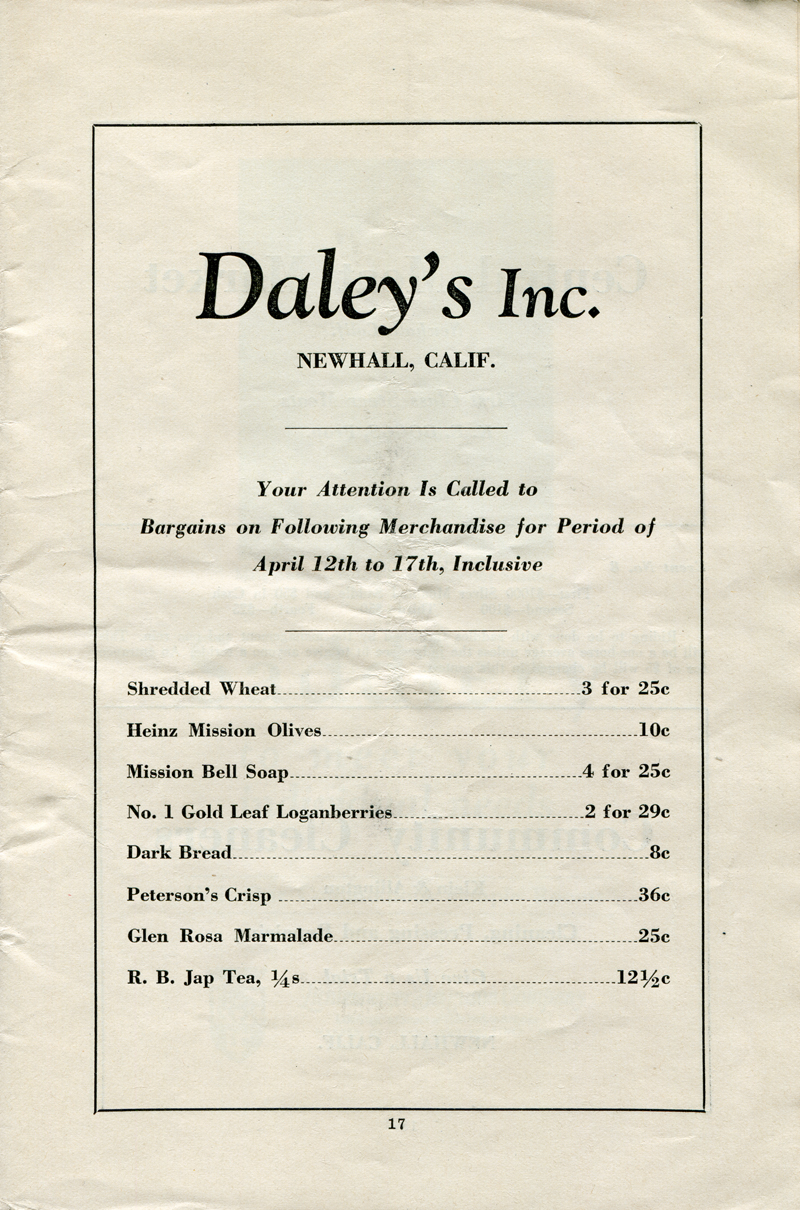 Daley's Inc.
NEWHALL, CALIF.
Your Attention Is Called to
Bargains on Following Merchandise for Period of
April 12th to 17th, Inclusive
Shredded Wheat 3 for 25c
Heinz Mission Olives 10c
Mission Bell Soap 4 for 25c
No. 1 Gold Leaf Loganberries 2 for 29c
Dark Bread 8c
Peterson's Crisp 36c
Glen Rosa Marmalade 25c
R. B. Jap Tea, ¼s 12½c
17